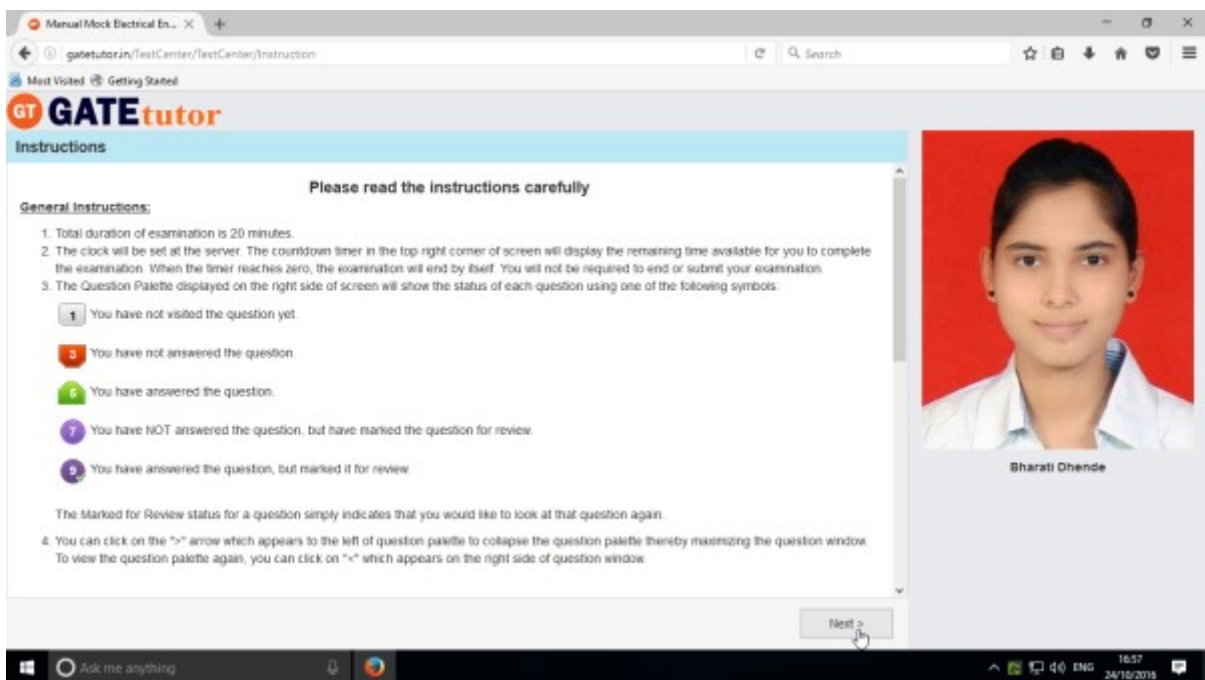 Manual Mock Electrical En...
gatetutor.in/TestCenter/TestCenter/Instruction
Search
Most Visited Getting Started
GT GATEtutor
Instructions
Please read the instructions carefully
General Instructions:
1. Total duration of examination is 20 minutes.
2. The clock will be set at the server. The countdown timer in the top right corner of screen will display the remaining time available for you to complete
the examination. When the timer reaches zero, the examination will end by itself. You will not be required to end or submit your examination.
3. The Question Palette displayed on the right side of screen will show the status of each question using one of the following symbols:
1 You have not visited the question yet.
3 You have not answered the question.
5 You have answered the question.
7 You have NOT answered the question, but have marked the question for review.
9 You have answered the question, but marked it for review.
The Marked for Review status for a question simply indicates that you would like to look at that question again.
4. You can click on the ">" arrow which appears to the left of question palette to collapse the question palette thereby maximizing the question window.
To view the question palette again, you can click on "<" which appears on the right side of question window.
Bharati Dhende
Next >
Ask me anything
ENG
16:57
24/10/2016